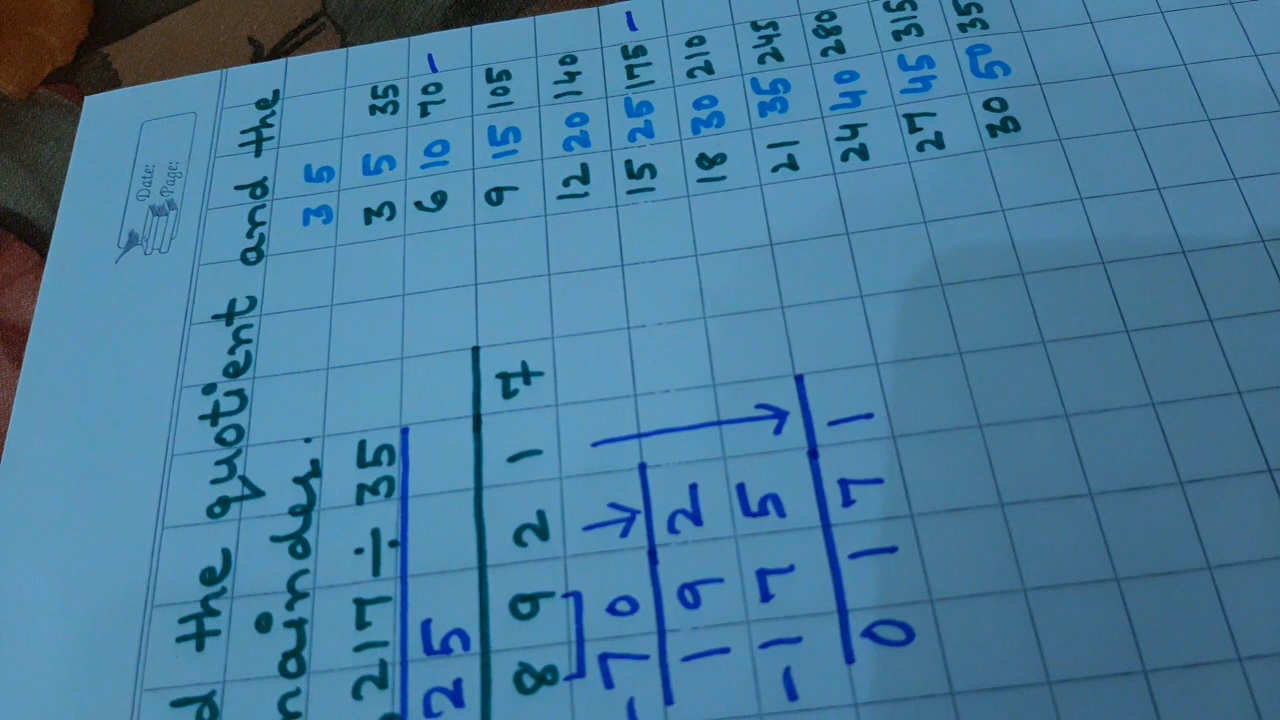 Date:
Page:
d the quotient and the
mainder.
3 5
217 ÷ 35
3 5 35
25
6 10 70 –
8 9 2 1 7
9 15 105
- 7 0
12 20 140
15 25 175 –
1 9 2
18 30 210
- 1 7 5
21 35 245
0 1 7 1
24 40 280
27 45 315
30 50 35